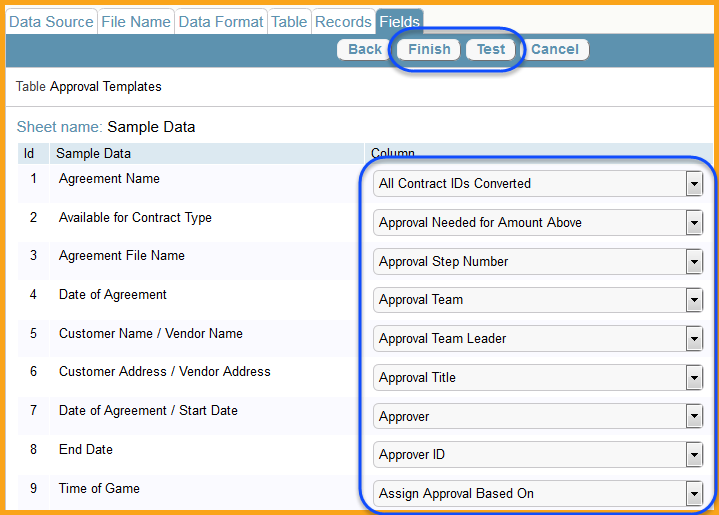 Data Source File Name Data Format Table Records Fields
Back Finish Test Cancel
Table Approval Templates
Sheet name: Sample Data
Id Sample Data Column
1 Agreement Name All Contract IDs Converted
2 Available for Contract Type Approval Needed for Amount Above
3 Agreement File Name Approval Step Number
4 Date of Agreement Approval Team
5 Customer Name / Vendor Name Approval Team Leader
6 Customer Address / Vendor Address Approval Title
7 Date of Agreement / Start Date Approver
8 End Date Approver ID
9 Time of Game Assign Approval Based On